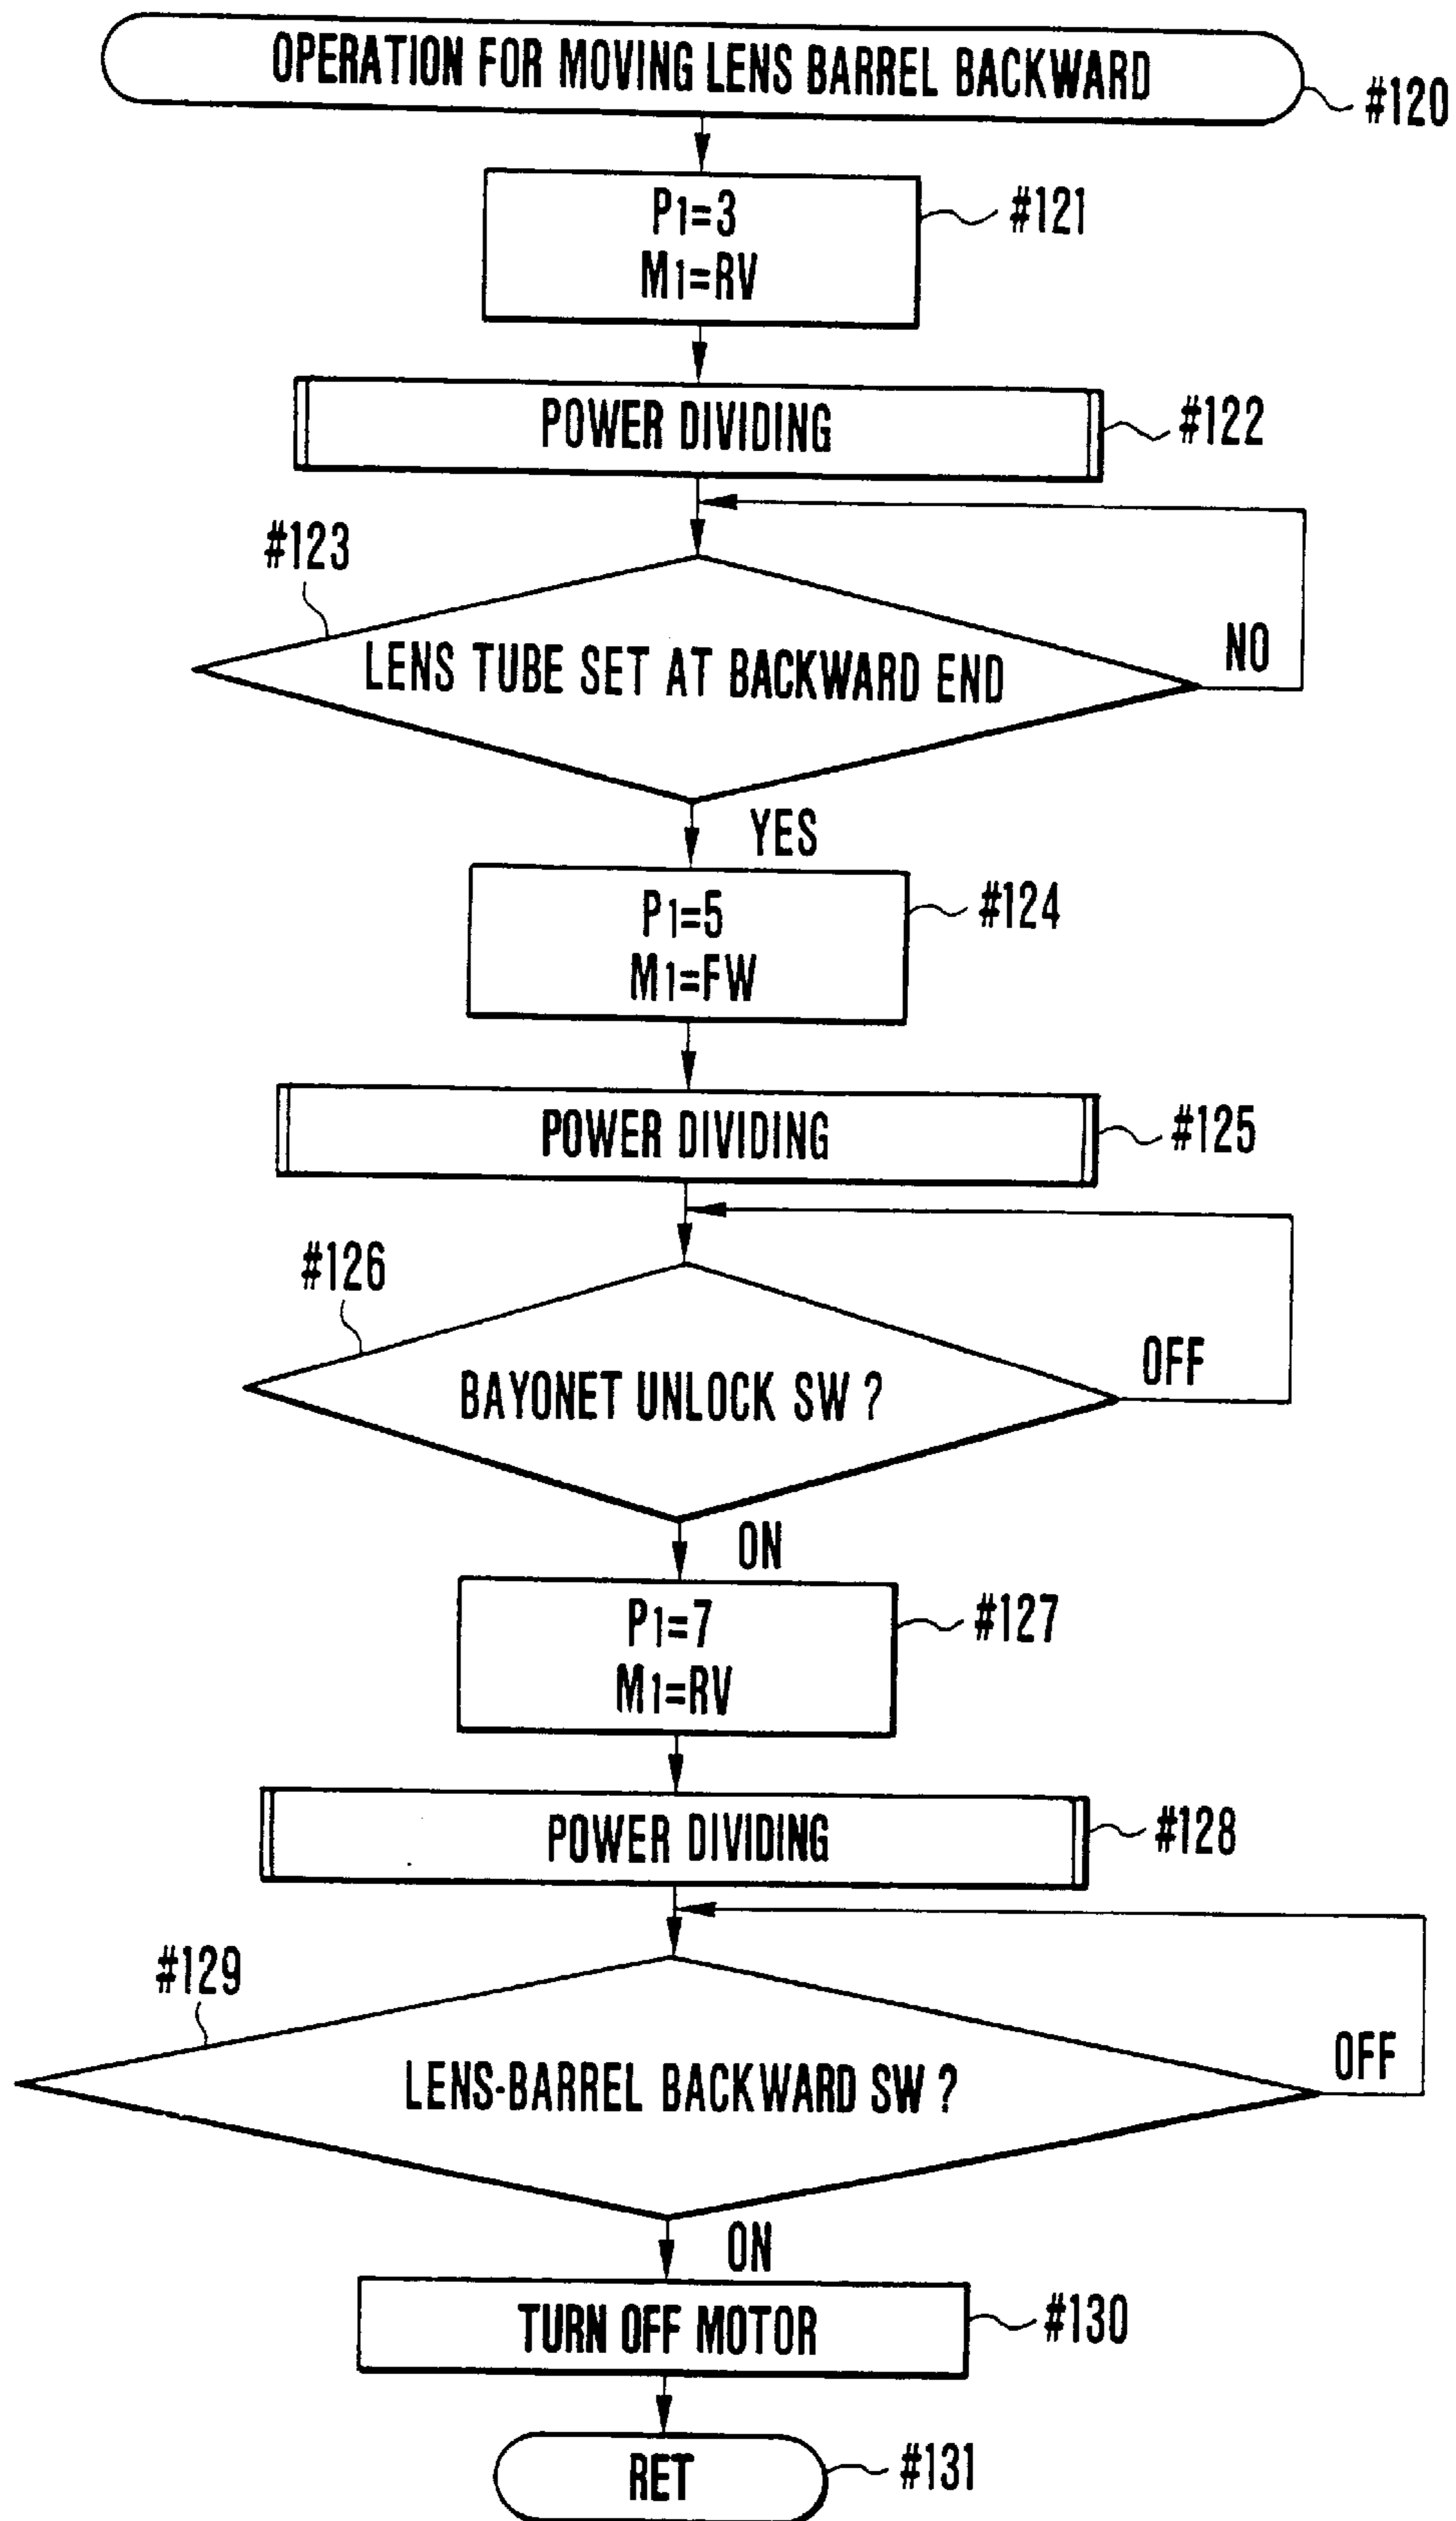 OPERATION FOR MOVING LENS BARREL BACKWARD
#120
P1=3
M1=RV
#121
POWER DIVIDING
#122
#123
LENS TUBE SET AT BACKWARD END
NO
YES
P1=5
M1=FW
#124
POWER DIVIDING
#125
#126
BAYONET UNLOCK SW ?
OFF
ON
P1=7
M1=RV
#127
POWER DIVIDING
#128
#129
LENS-BARREL BACKWARD SW ?
OFF
ON
TURN OFF MOTOR
#130
RET
#131